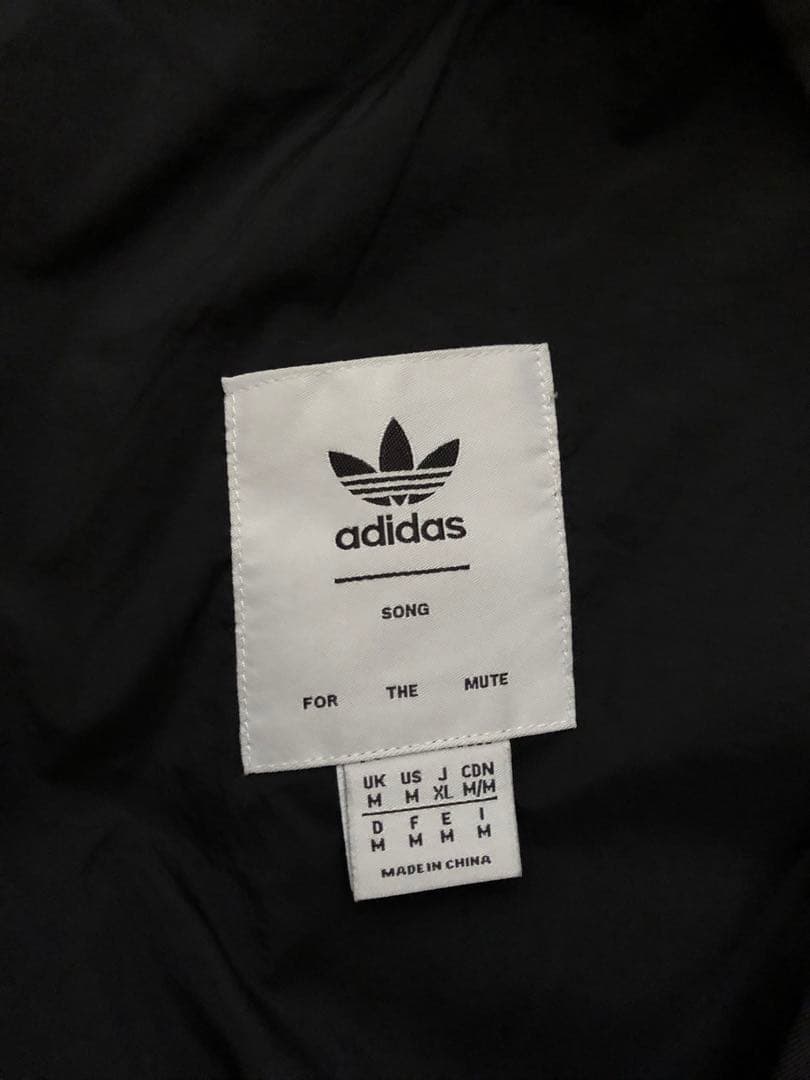 adidas
SONG
FOR THE MUTE
UK US J CDN
M M XL M/M
D F E I
M M M M
MADE IN CHINA